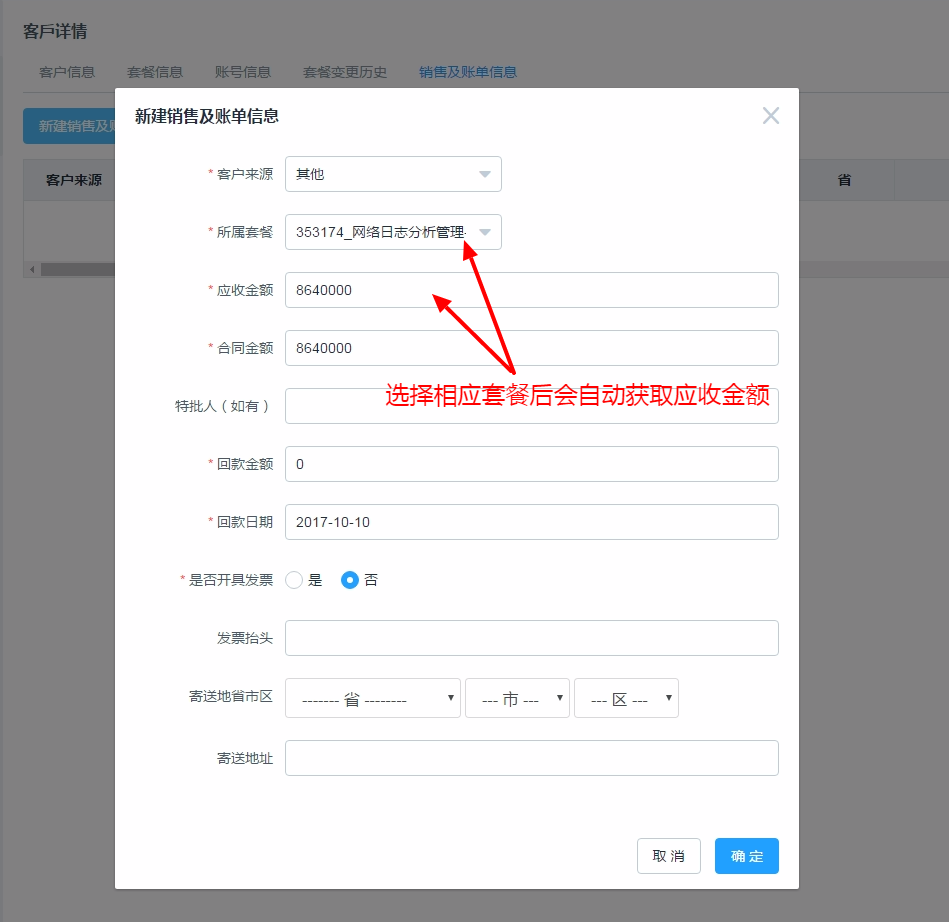 客戶详情
客户信息 套餐信息 账号信息 套餐变更历史 销售及账单信息
新建销售及账
新建销售及账单信息
客户来源
省
* 客户来源 其他
* 所属套餐 353174_网络日志分析管理-
* 应收金额 8640000
* 合同金额 8640000
选择相应套餐后会自动获取应收金额
特批人（如有）
* 回款金额 0
* 回款日期 2017-10-10
* 是否开具发票 是 否
发票抬头
寄送地省市区 ------- 省 -------- --- 市 --- --- 区 ---
寄送地址
取 消 确 定